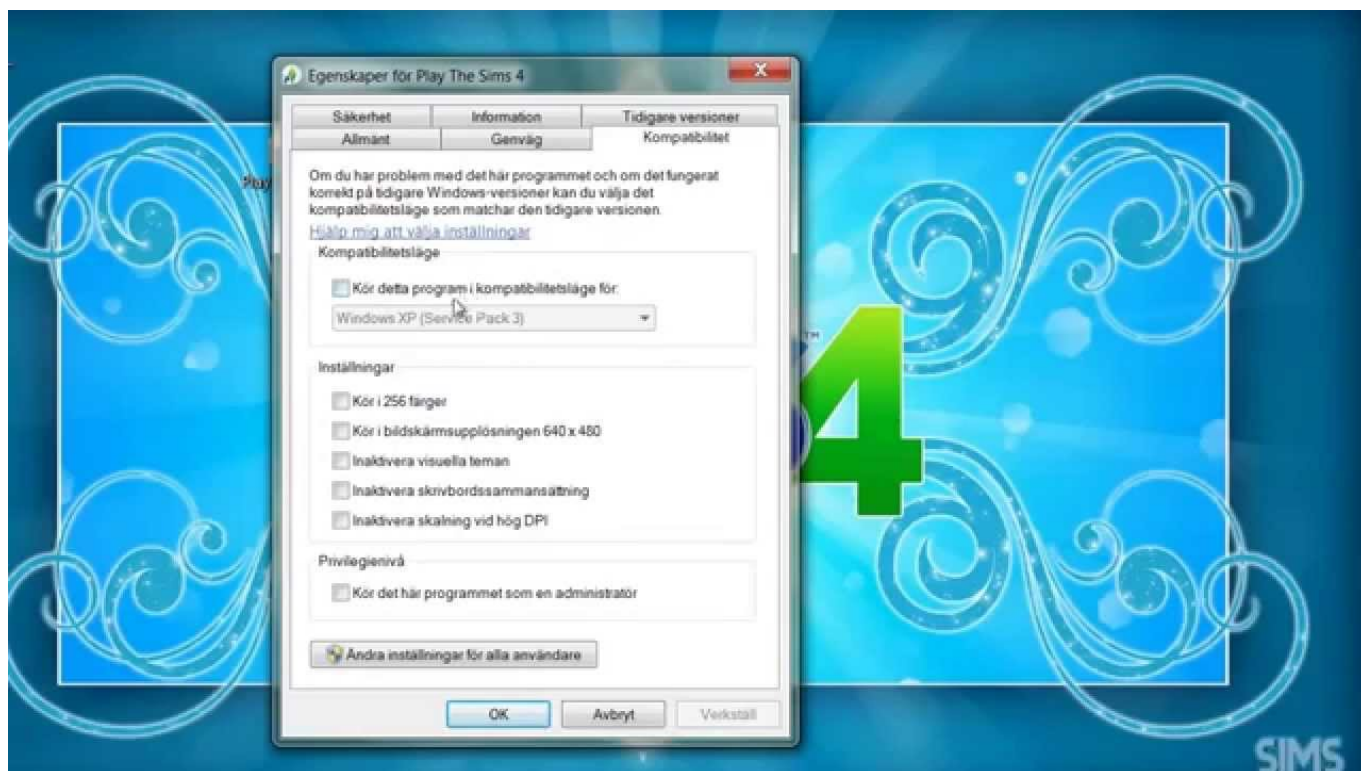 Egenskaper för Play The Sims 4
Säkerhet Information Tidigare versioner
Allmänt Genväg Kompatibilitet
Play
Om du har problem med det här programmet och om det fungerat
korrekt på tidigare Windows-versioner kan du välja det
kompatibilitetsläge som matchar den tidigare versionen.
Hjälp mig att välja inställningar
Kompatibilitetsläge
Kör detta program i kompatibilitetsläge för:
Windows XP (Service Pack 3)
TM
4
Inställningar
Kör i 256 färger
Kör i bildskärmsupplösningen 640 x 480
Inaktivera visuella teman
Inaktivera skrivbordssammansättning
Inaktivera skalning vid hög DPI
Privilegienivå
Kör det här programmet som en administratör
Ändra inställningar för alla användare
OK Avbryt Verkställ
SIMS